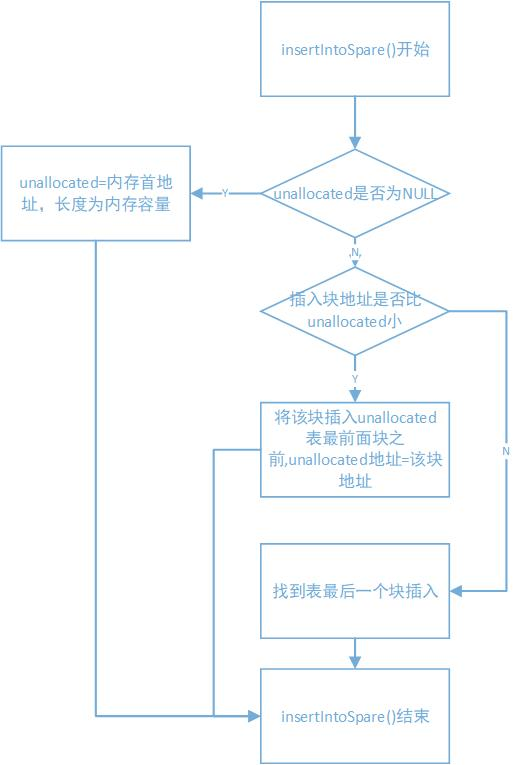 insertIntoSpare()开始
unallocated=内存首地
址，长度为内存容量
Y
unallocated是否为NULL
N
插入块地址是否比
unallocated小
Y
将该块插入unallocated
表最前面块之
前,unallocated地址=该块
地址
N
找到表最后一个块插入
insertIntoSpare()结束